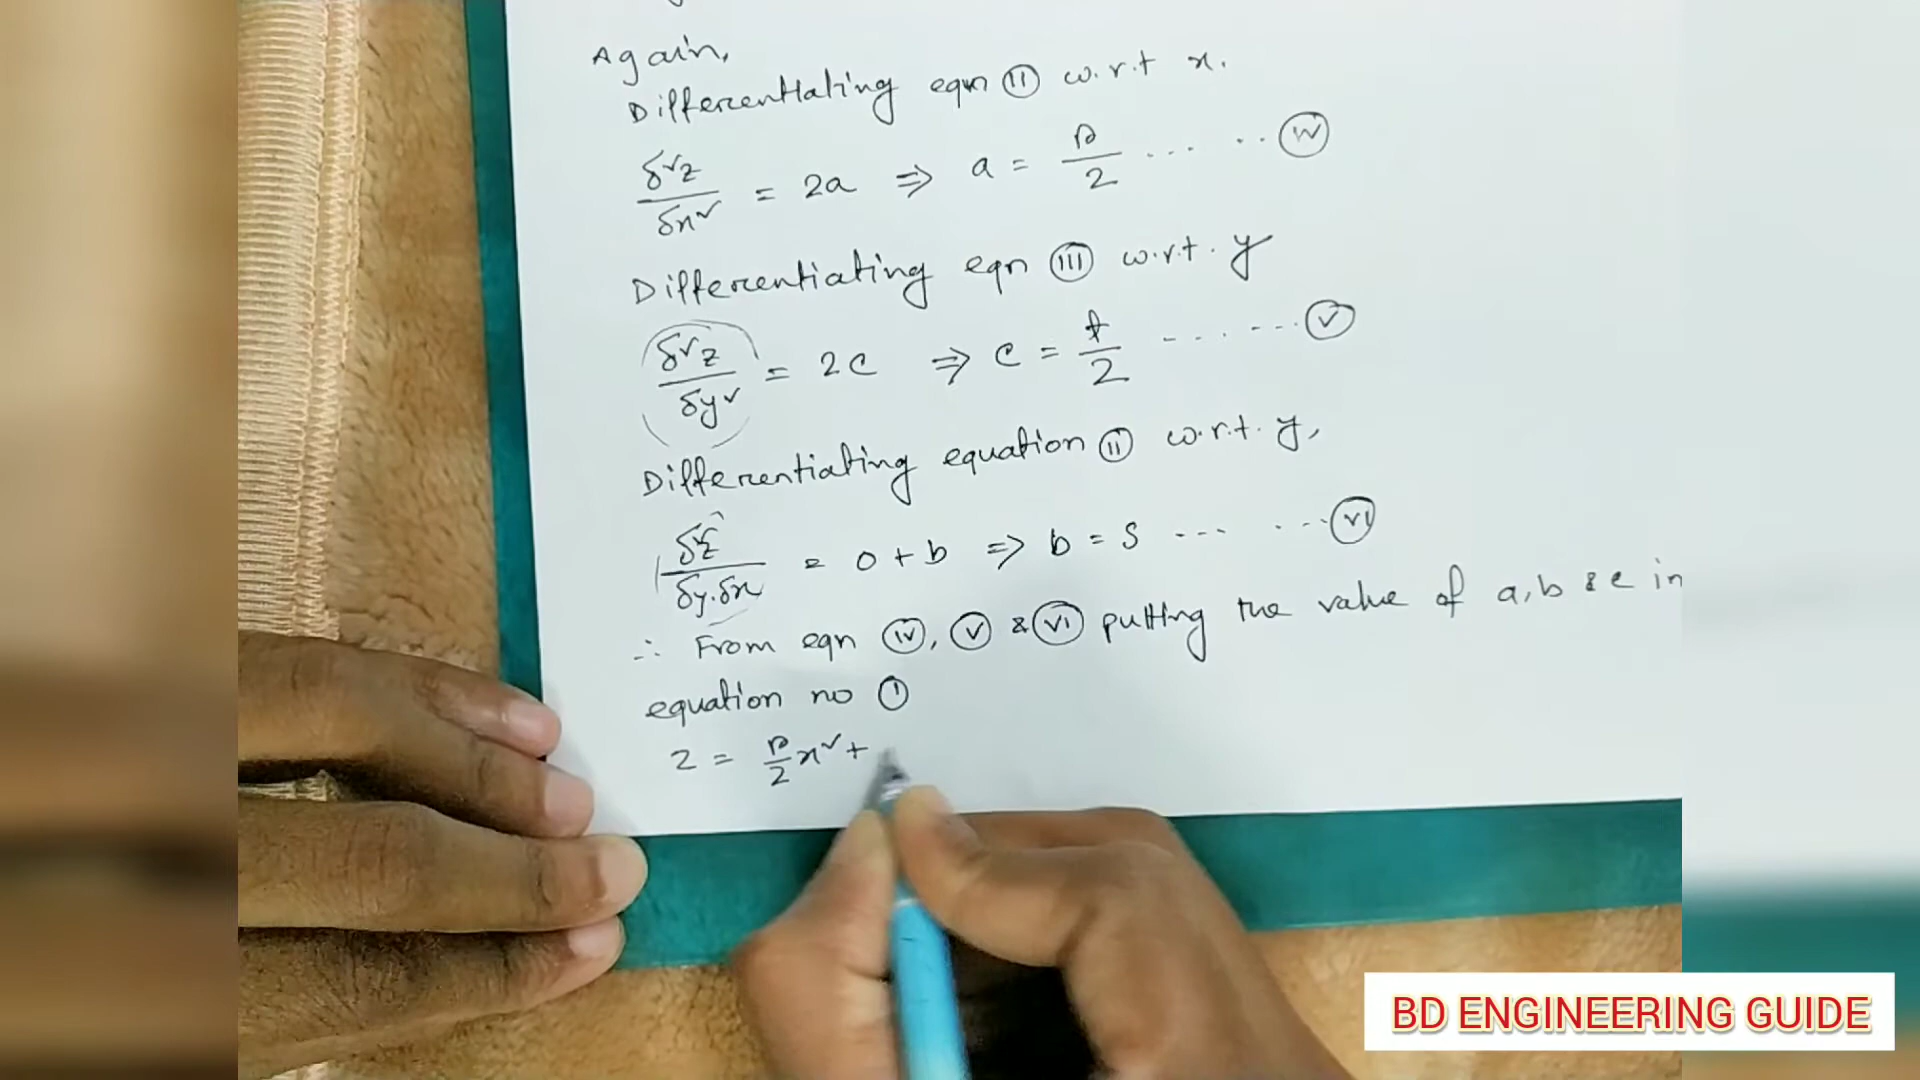 Again,
Differentiating eqn (II) w.r.t x.
δ²z/δx² = 2a ⇒ a = r/2 ... .. (IV)
Differentiating eqn (III) w.r.t. y
δ²z/δy² = 2c ⇒ c = t/2 ... ... (V)
Differentiating equation (II) w.r.t. y,
δ²z/δy.δx = 0 + b ⇒ b = s ... ... (VI)
∴ From eqn (IV), (V) & (VI) putting the value of a, b & c in
equation no (I)
z = r/2 x² +
BD ENGINEERING GUIDE